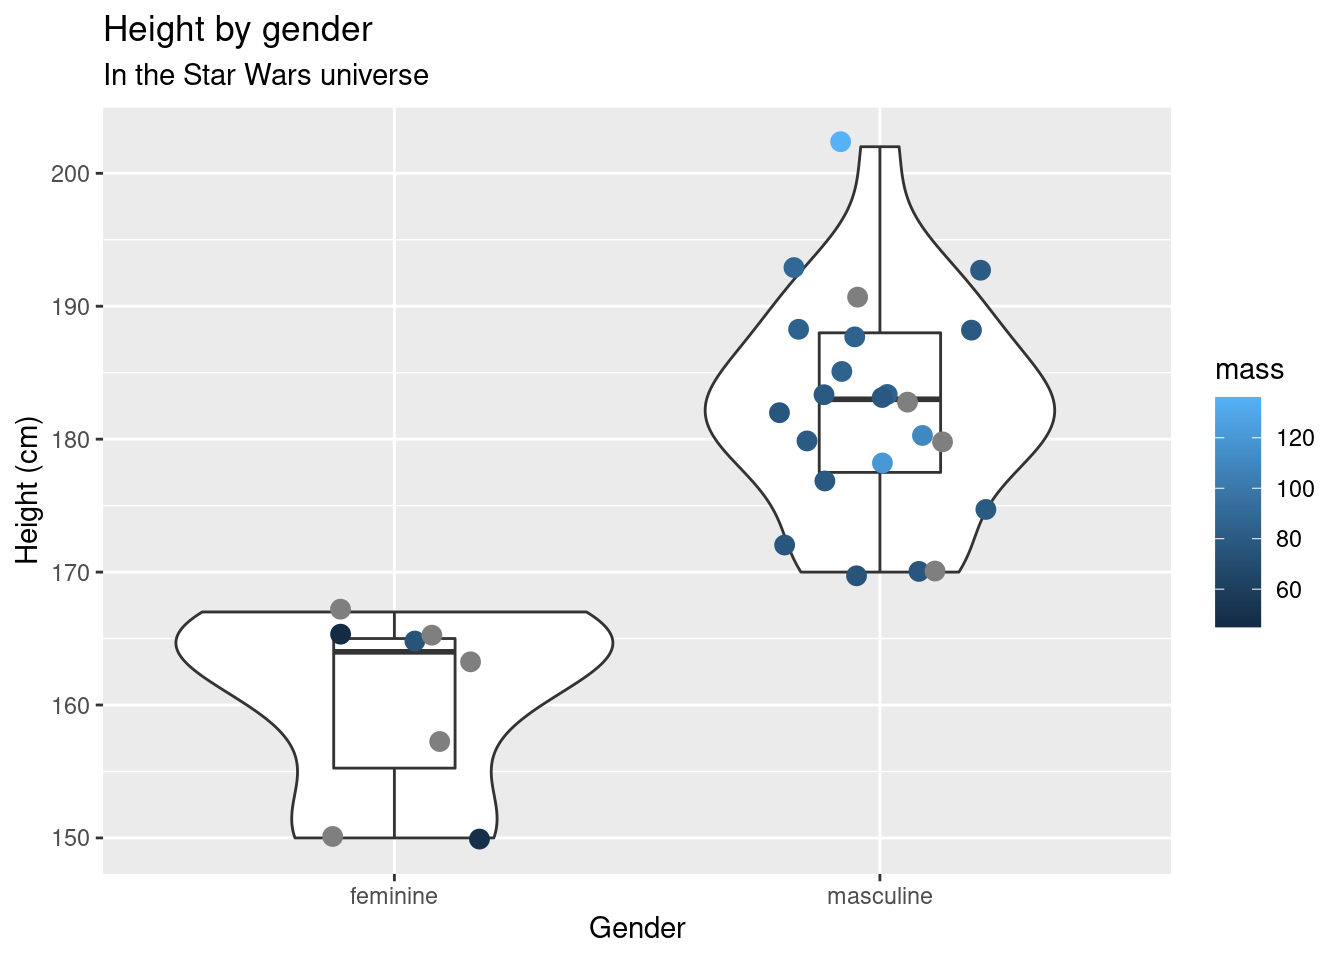 Height by gender
In the Star Wars universe
Height (cm)
200
190
180
170
160
150
feminine
masculine
Gender
mass
120
100
80
60